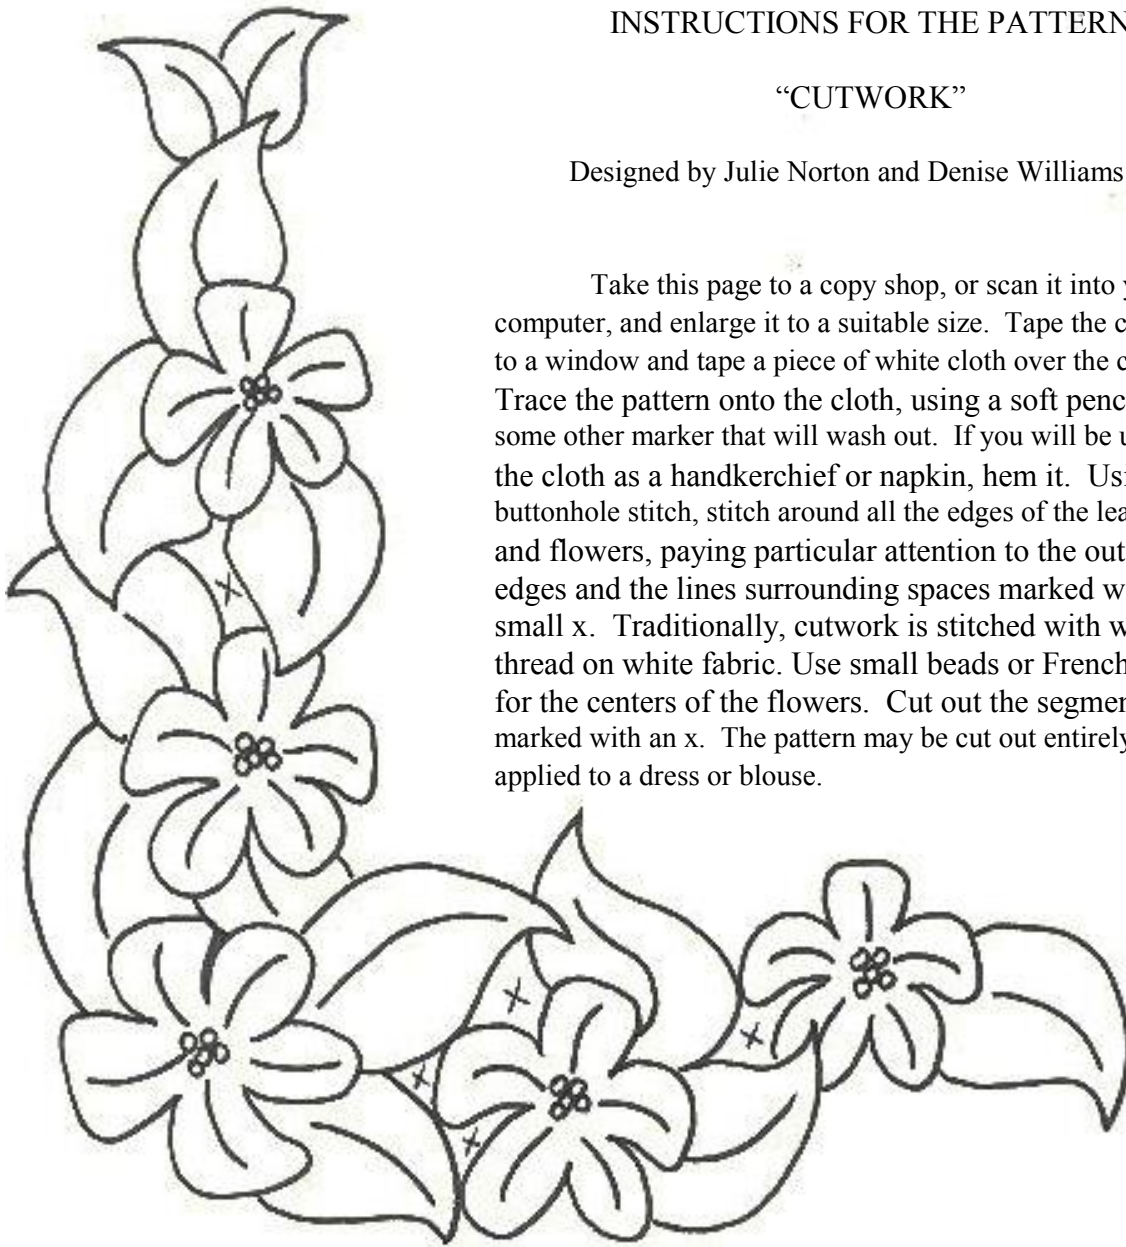 INSTRUCTIONS FOR THE PATTERN
“CUTWORK”
Designed by Julie Norton and Denise Williams
Take this page to a copy shop, or scan it into
computer, and enlarge it to a suitable size. Tape the
to a window and tape a piece of white cloth over the
Trace the pattern onto the cloth, using a soft
some other marker that will wash out. If you will be
the cloth as a handkerchief or napkin, hem it.
buttonhole stitch, stitch around all the edges of the
and flowers, paying particular attention to the
edges and the lines surrounding spaces marked
small x. Traditionally, cutwork is stitched with
thread on white fabric. Use small beads or French
for the centers of the flowers. Cut out the
marked with an x. The pattern may be cut out entirely
applied to a dress or blouse.
x
x
x
x
x